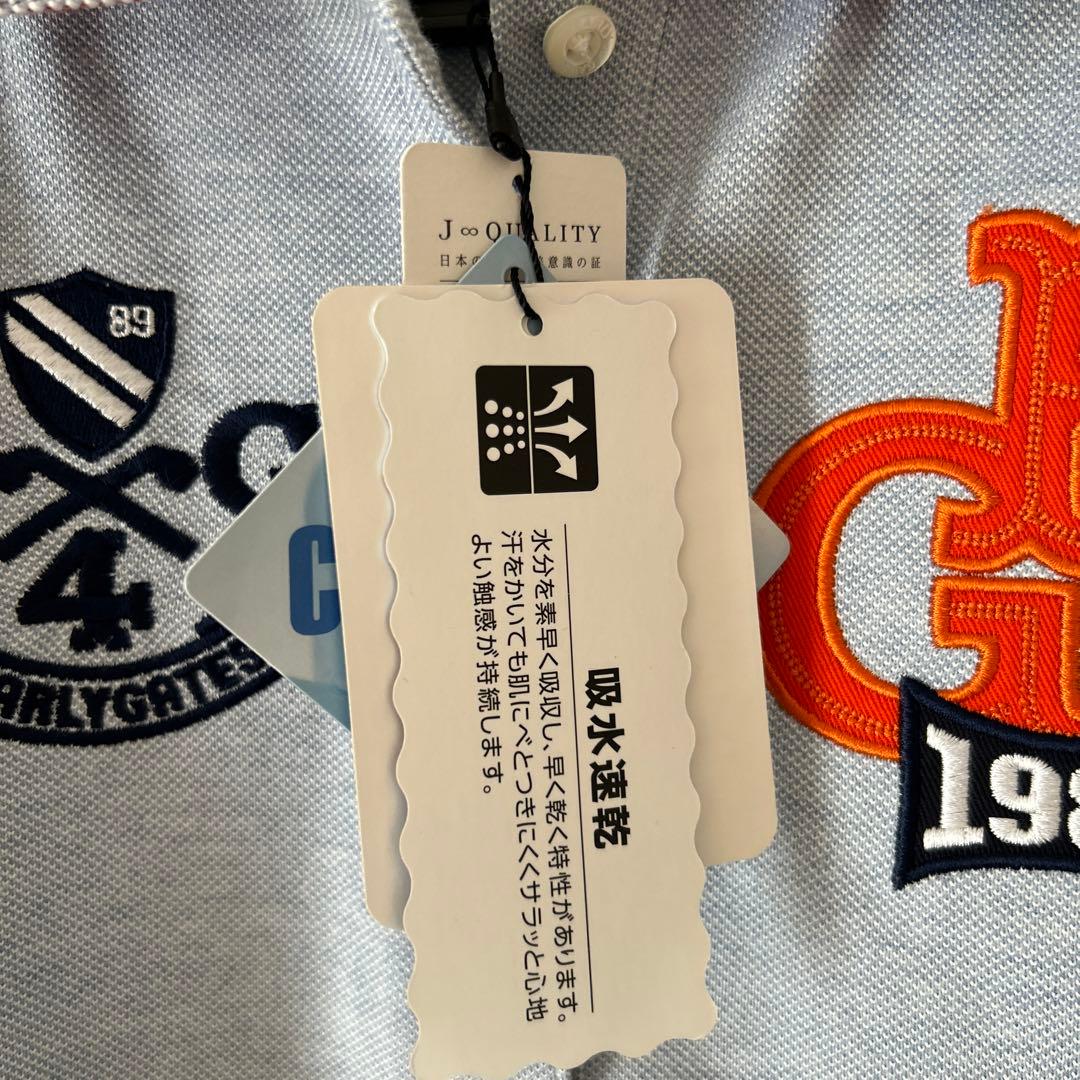 J∞QUALITY
日本の 意識の証
吸水速乾
水分を素早く吸収し、早く乾く特性があります。
汗をかいても肌にべとつきにくくサラッと心地
よい触感が持続します。
89
4
ARLYGATES
G
198